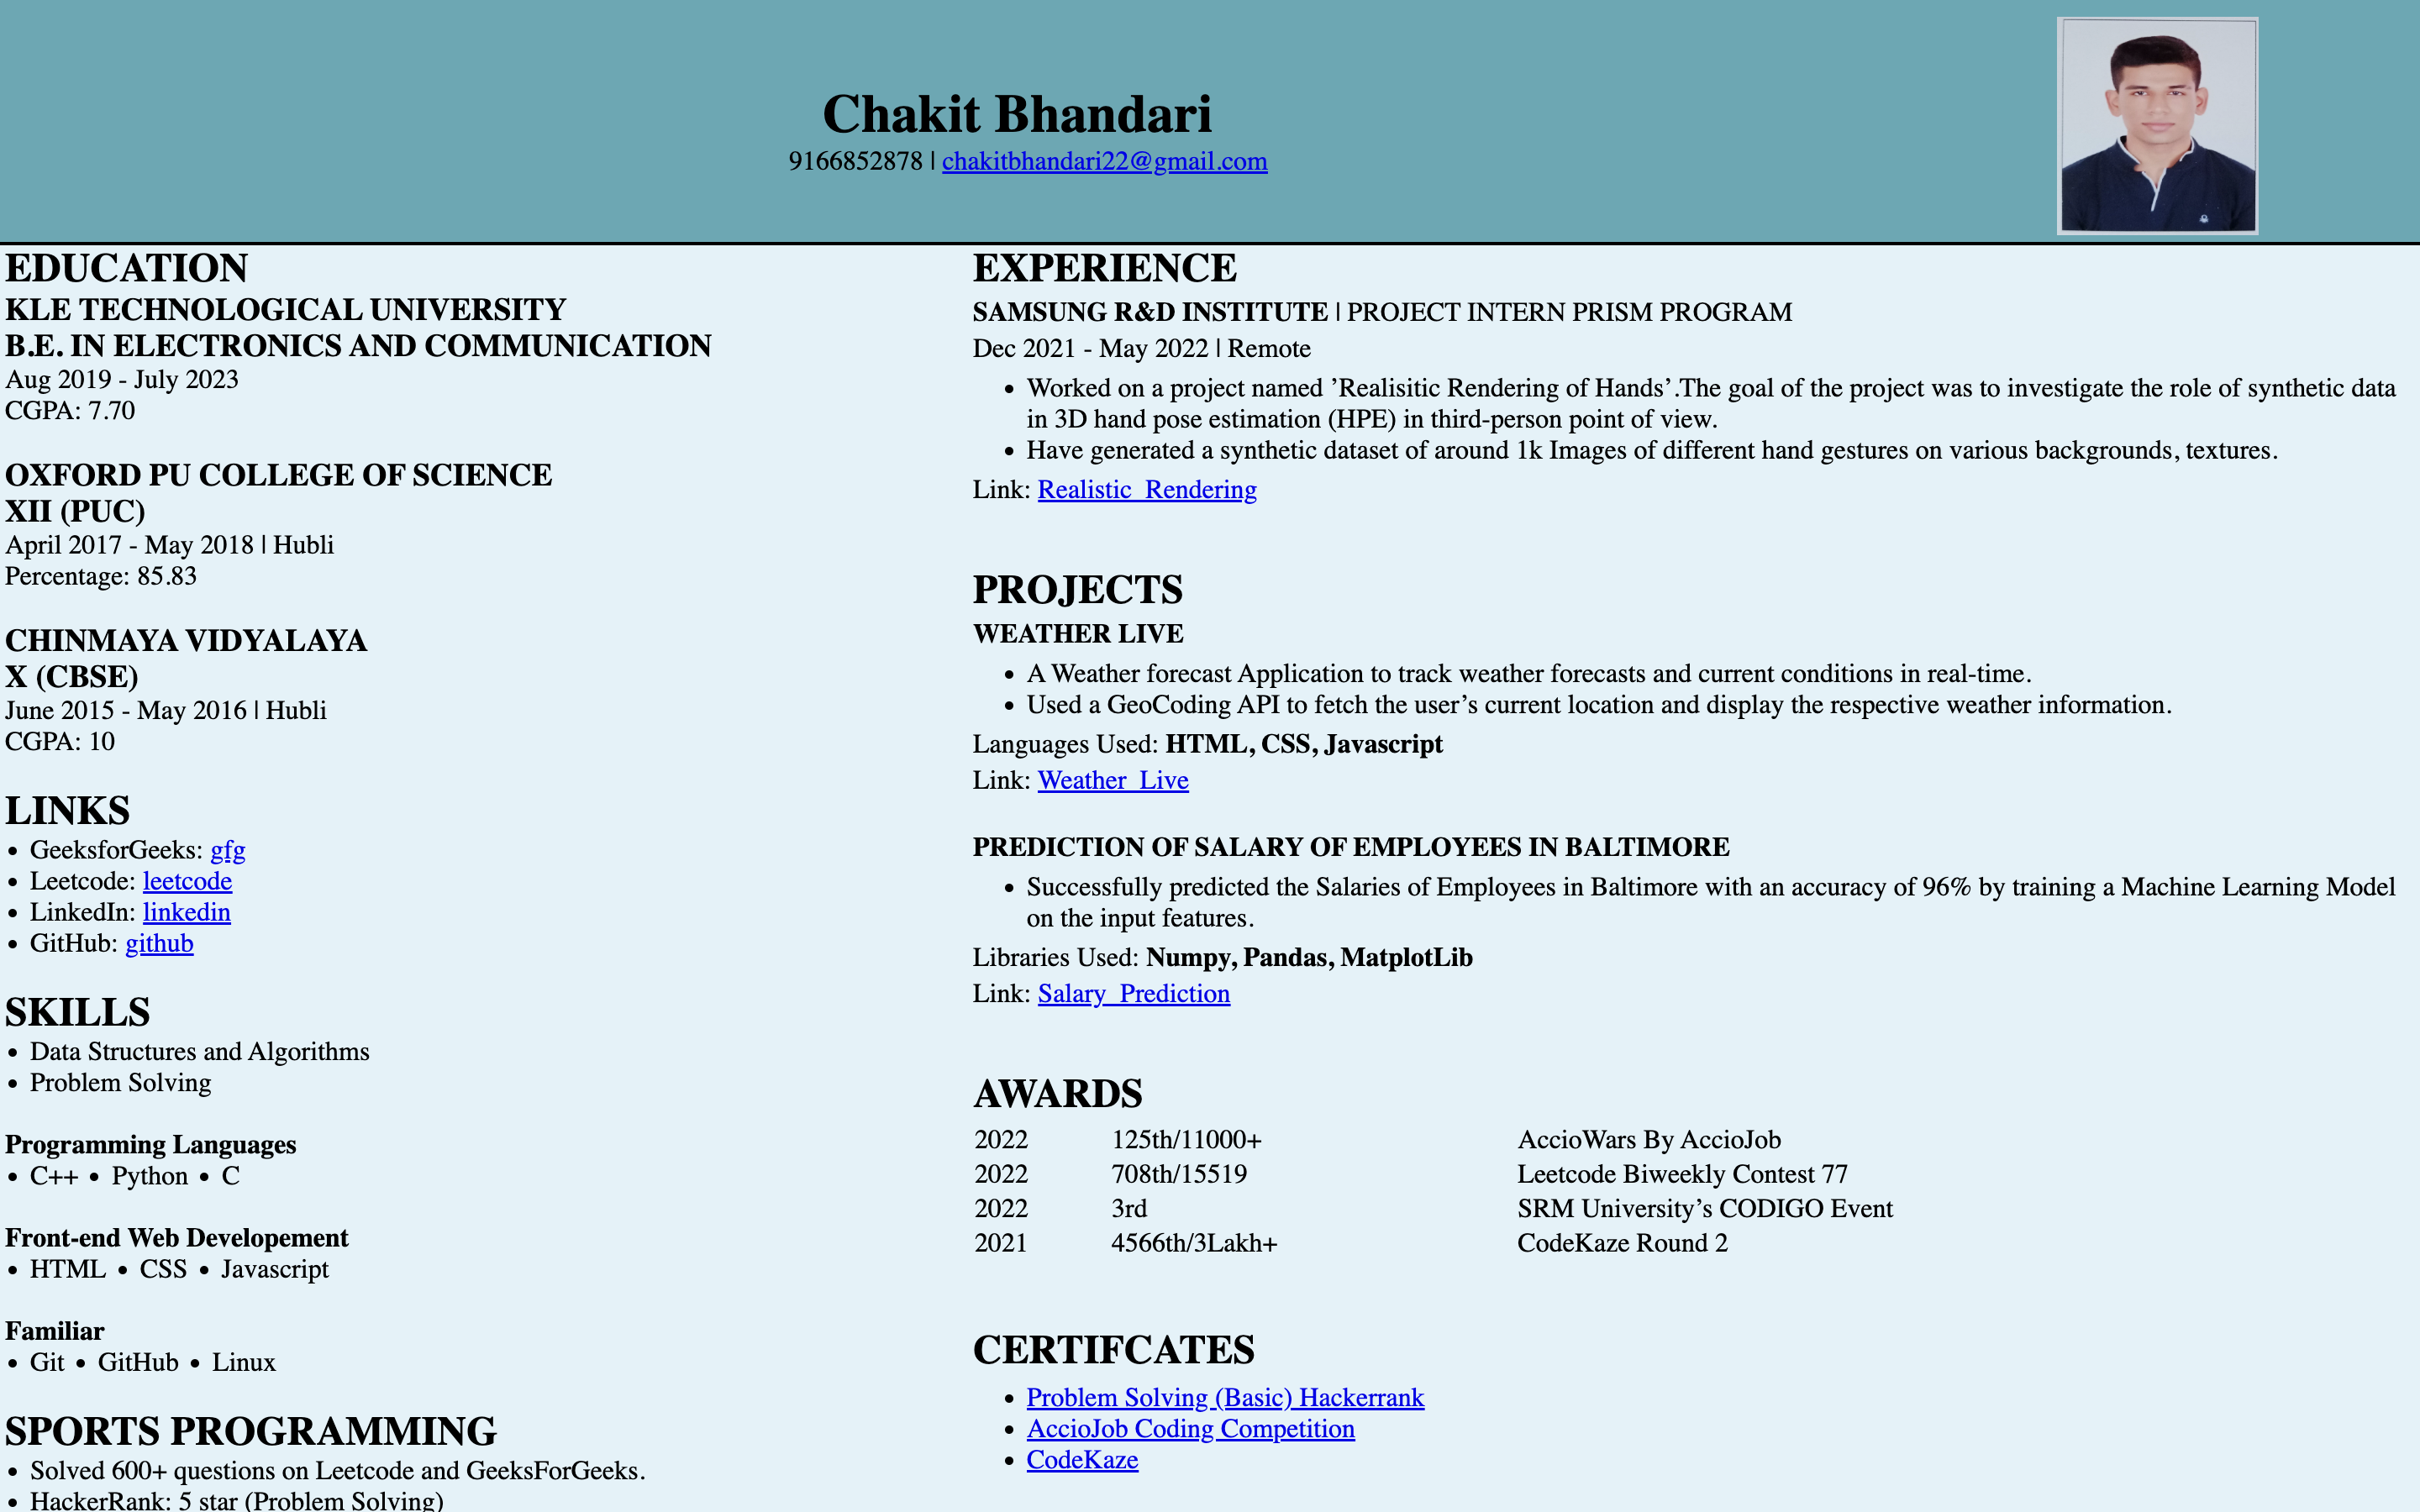 Chakit Bhandari
9166852878 | chakitbhandari22@gmail.com
EDUCATION
KLE TECHNOLOGICAL UNIVERSITY
B.E. IN ELECTRONICS AND COMMUNICATION
Aug 2019 - July 2023
CGPA: 7.70
OXFORD PU COLLEGE OF SCIENCE
XII (PUC)
April 2017 - May 2018 | Hubli
Percentage: 85.83
CHINMAYA VIDYALAYA
X (CBSE)
June 2015 - May 2016 | Hubli
CGPA: 10
LINKS
• GeeksforGeeks: gfg
• Leetcode: leetcode
• LinkedIn: linkedin
• GitHub: github
SKILLS
• Data Structures and Algorithms
• Problem Solving
Programming Languages
• C++ • Python • C
Front-end Web Developement
• HTML • CSS • Javascript
Familiar
• Git • GitHub • Linux
SPORTS PROGRAMMING
• Solved 600+ questions on Leetcode and GeeksForGeeks.
• HackerRank: 5 star (Problem Solving)
EXPERIENCE
SAMSUNG R&D INSTITUTE | PROJECT INTERN PRISM PROGRAM
Dec 2021 - May 2022 | Remote
• Worked on a project named ’Realisitic Rendering of Hands’.The goal of the project was to investigate the role of synthetic data
in 3D hand pose estimation (HPE) in third-person point of view.
• Have generated a synthetic dataset of around 1k Images of different hand gestures on various backgrounds, textures.
Link: Realistic_Rendering
PROJECTS
WEATHER LIVE
• A Weather forecast Application to track weather forecasts and current conditions in real-time.
• Used a GeoCoding API to fetch the user’s current location and display the respective weather information.
Languages Used: HTML, CSS, Javascript
Link: Weather_Live
PREDICTION OF SALARY OF EMPLOYEES IN BALTIMORE
• Successfully predicted the Salaries of Employees in Baltimore with an accuracy of 96% by training a Machine Learning Model
on the input features.
Libraries Used: Numpy, Pandas, MatplotLib
Link: Salary_Prediction
AWARDS
2022 125th/11000+ AccioWars By AccioJob
2022 708th/15519 Leetcode Biweekly Contest 77
2022 3rd SRM University’s CODIGO Event
2021 4566th/3Lakh+ CodeKaze Round 2
CERTIFCATES
• Problem Solving (Basic) Hackerrank
• AccioJob Coding Competition
• CodeKaze